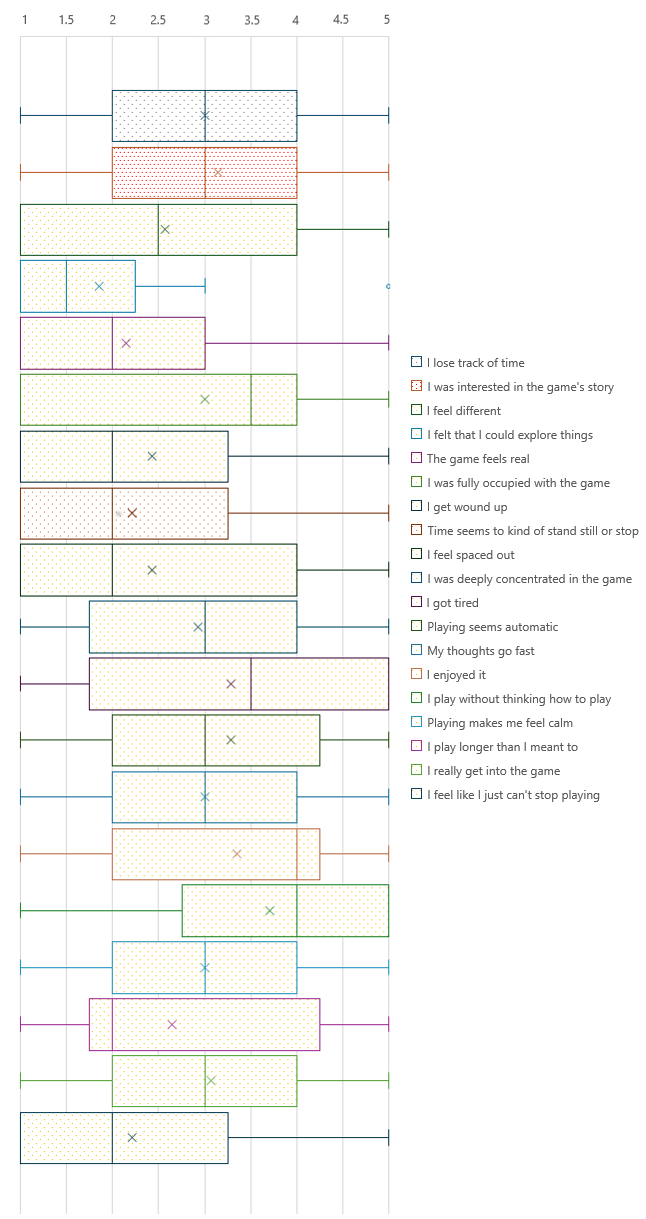 1 1.5 2 2.5 3 3.5 4 4.5 5
I lose track of time
I was interested in the game's story
I feel different
I felt that I could explore things
The game feels real
I was fully occupied with the game
I get wound up
Time seems to kind of stand still or stop
I feel spaced out
I was deeply concentrated in the game
I got tired
Playing seems automatic
My thoughts go fast
I enjoyed it
I play without thinking how to play
Playing makes me feel calm
I play longer than I meant to
I really get into the game
I feel like I just can't stop playing